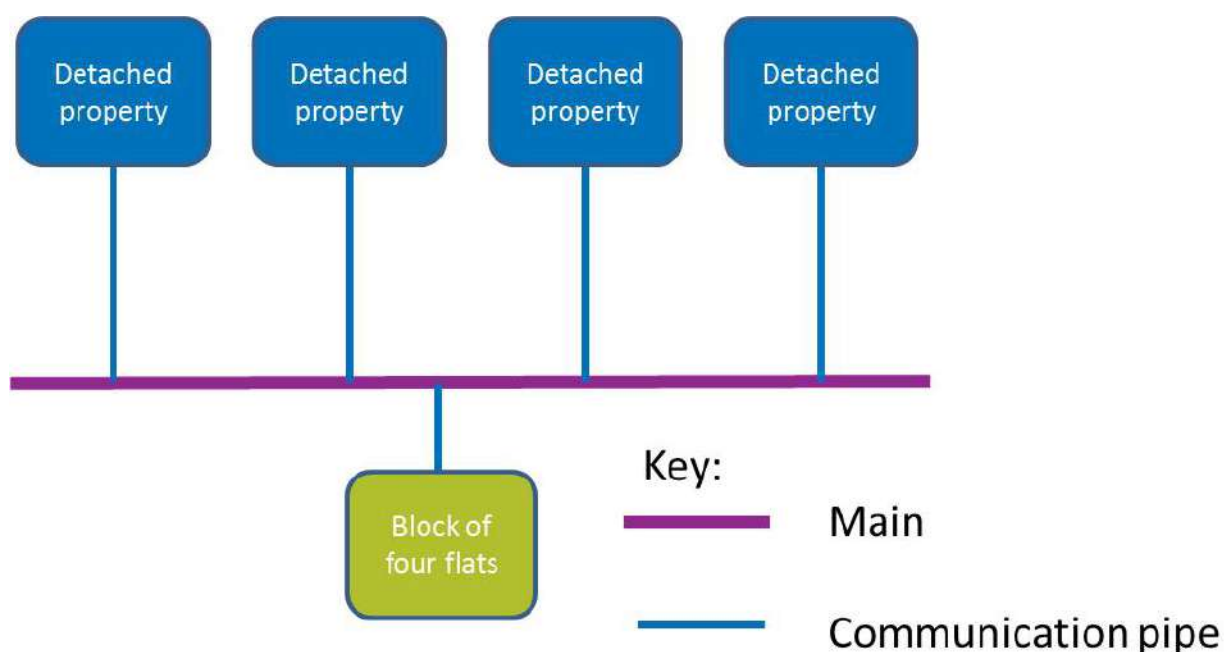 Detached
property
Detached
property
Detached
property
Detached
property
Block of
four flats
Key:
Main
Communication pipe